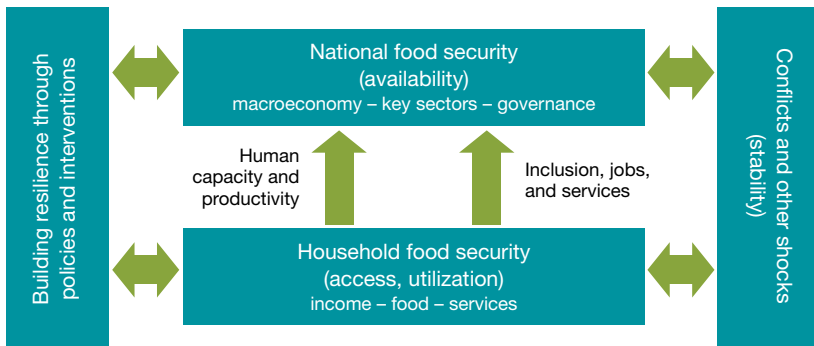 Building resilience through
policies and interventions
National food security
(availability)
macroeconomy – key sectors – governance
Human
capacity and
productivity
Inclusion, jobs,
and services
Household food security
(access, utilization)
income – food – services
Conflicts and other shocks
(stability)